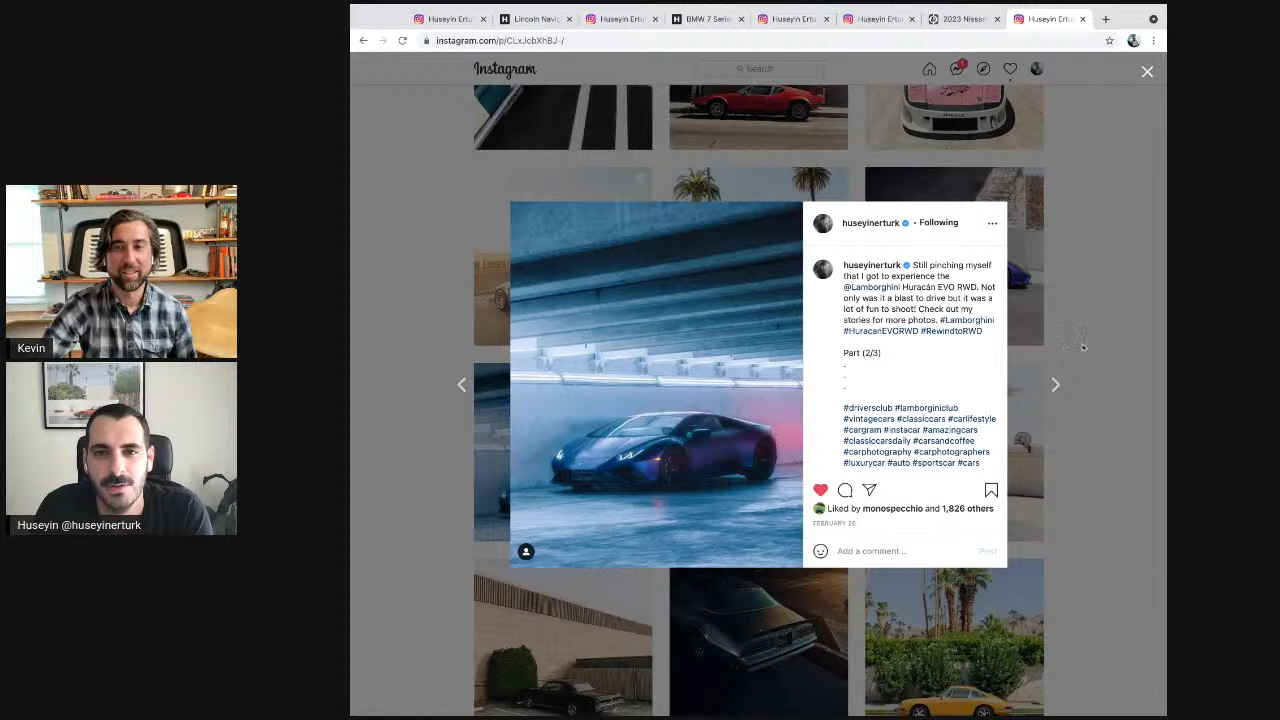 Huseyin Ertu
Lincoln Navig
Huseyin Ertu
BMW 7 Serie
Huseyin Ertu
Huseyin Ertu
2023 Nissan
Huseyin Ertu
instagram.com/p/CLxJcbXhBJ-/
Instagram
Search
1
huseyinerturk • Following
huseyinerturk Still pinching myself
that I got to experience the
@Lamborghini Huracán EVO RWD. Not
only was it a blast to drive but it was a
lot of fun to shoot! Check out my
stories for more photos. #Lamborghini
#HuracanEVORWD #RewindtoRWD
Part (2/3)
.
.
.
#driversclub #lamborginiclub
#vintagecars #classiccars #carlifestyle
#cargram #instacar #amazingcars
#classiccarsdaily #carsandcoffee
#carphotography #carphotographers
#luxurycar #auto #sportscar #cars
Liked by monospecchio and 1,826 others
FEBRUARY 26
Add a comment...
Post
Kevin
Huseyin @huseyinerturk